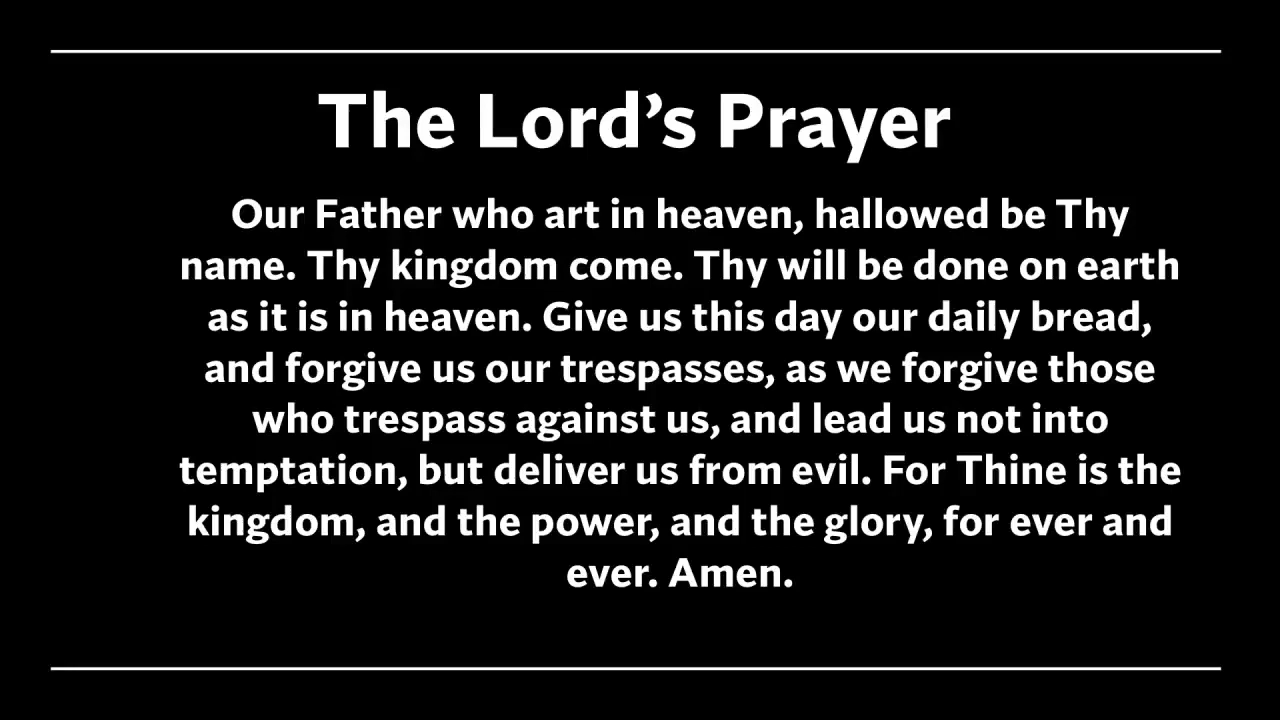 The Lord’s Prayer
Our Father who art in heaven, hallowed be Thy
name. Thy kingdom come. Thy will be done on earth
as it is in heaven. Give us this day our daily bread,
and forgive us our trespasses, as we forgive those
who trespass against us, and lead us not into
temptation, but deliver us from evil. For Thine is the
kingdom, and the power, and the glory, for ever and
ever. Amen.